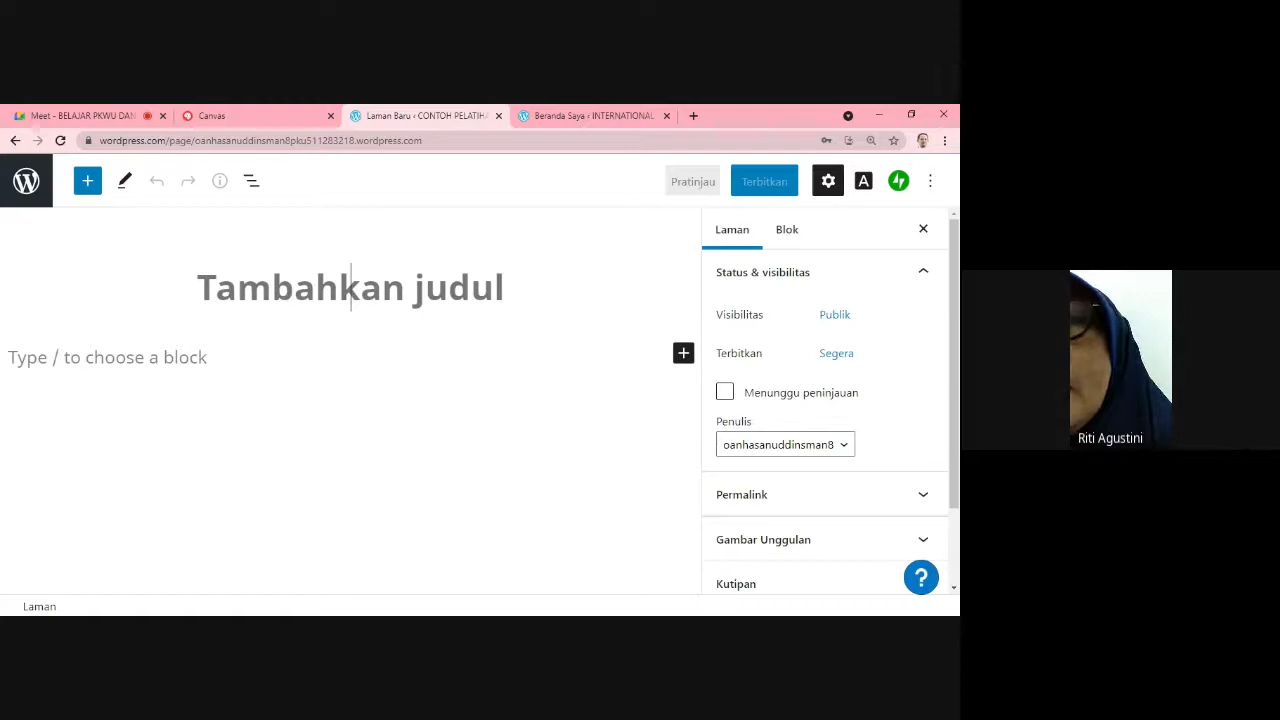 Meet - BELAJAR PKWU DAN
Canvas
Laman Baru ‹ CONTOH PELATIHA
Beranda Saya ‹ INTERNATIONAL
wordpress.com/page/oanhasanuddinsman8pku511283218.wordpress.com
Pratinjau
Terbitkan
A
Laman
Blok
Tambahkan judul
Type / to choose a block
Status & visibilitas
Visibilitas
Publik
Terbitkan
Segera
Menunggu peninjauan
Penulis
oanhasanuddinsman8
Permalink
Gambar Unggulan
Kutipan
?
Laman
Riti Agustini